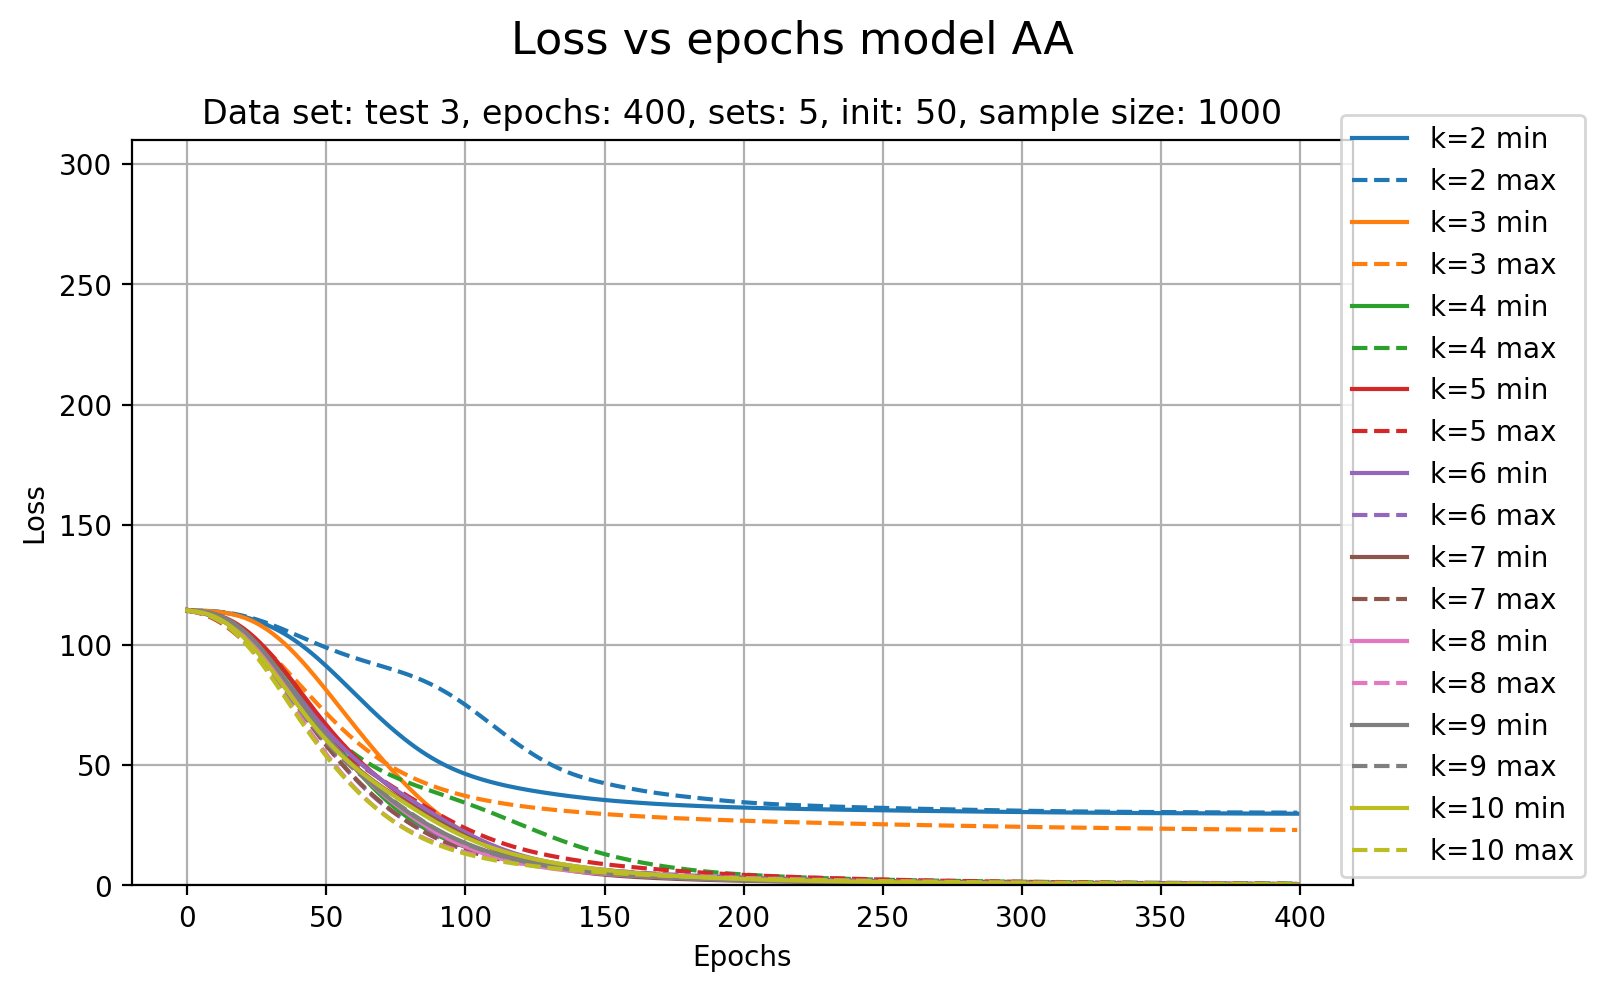 Loss vs epochs model AA
Data set: test 3, epochs: 400, sets: 5, init: 50, sample size: 1000
300
250
200
150
100
50
0
Loss
0 50 100 150 200 250 300 350 400
Epochs
k=2 min
k=2 max
k=3 min
k=3 max
k=4 min
k=4 max
k=5 min
k=5 max
k=6 min
k=6 max
k=7 min
k=7 max
k=8 min
k=8 max
k=9 min
k=9 max
k=10 min
k=10 max